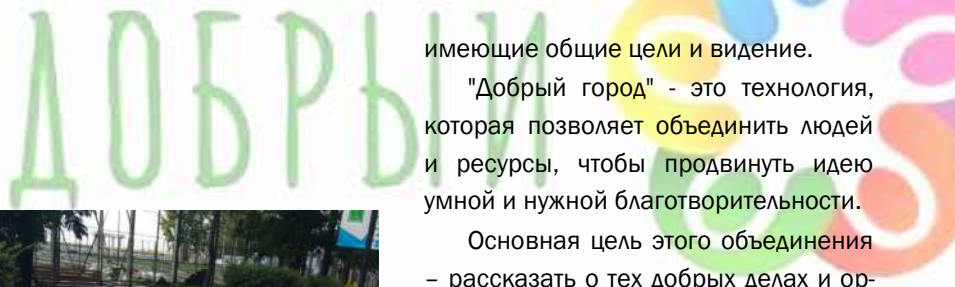 ДОБРЫЙ
имеющие общие цели и видение.
"Добрый город" - это технология,
которая позволяет объединить людей
и ресурсы, чтобы продвинуть идею
умной и нужной благотворительности.
Основная цель этого объединения
– рассказать о тех добрых делах и ор-